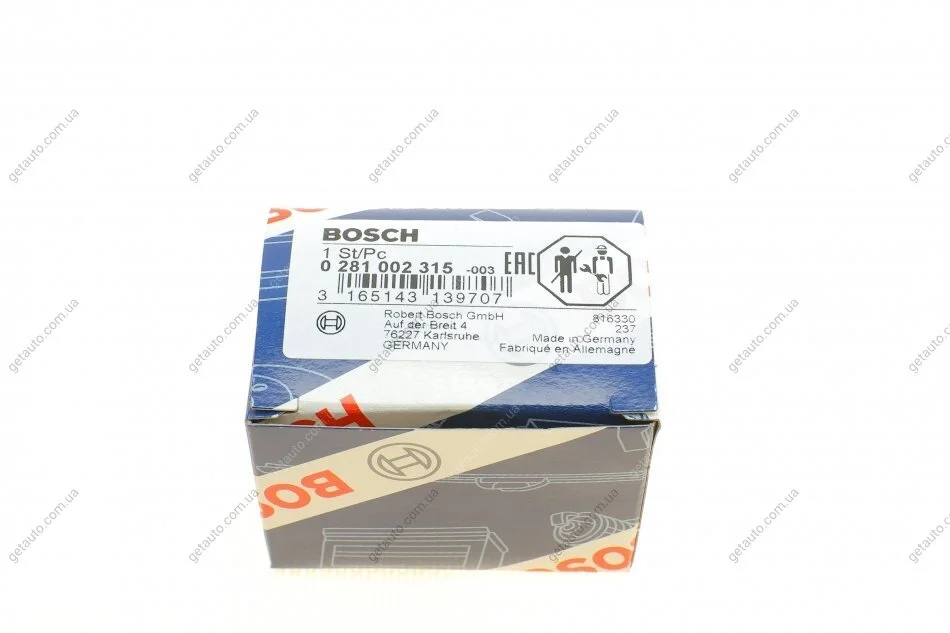 BOSCH
1 St/Pc
0 281 002 315 -003
EAC
3 165143 139707
Robert Bosch GmbH
Auf der Breit 4
76227 Karlsruhe
GERMANY
816330
237
Made in Germany
Fabriqué en Allemagne
BOSCH
BOS
getauto.com.ua